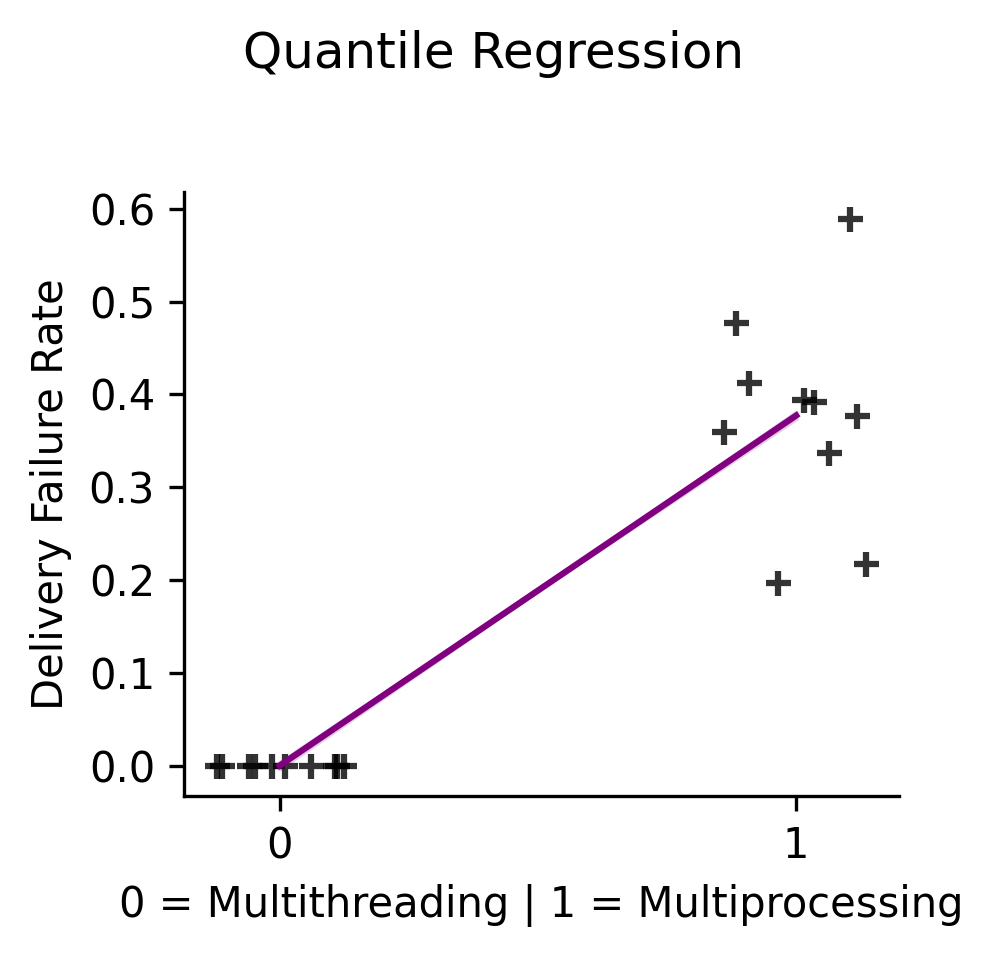 Quantile Regression
Delivery Failure Rate
0.6
0.5
0.4
0.3
0.2
0.1
0.0
0 1
0 = Multithreading | 1 = Multiprocessing